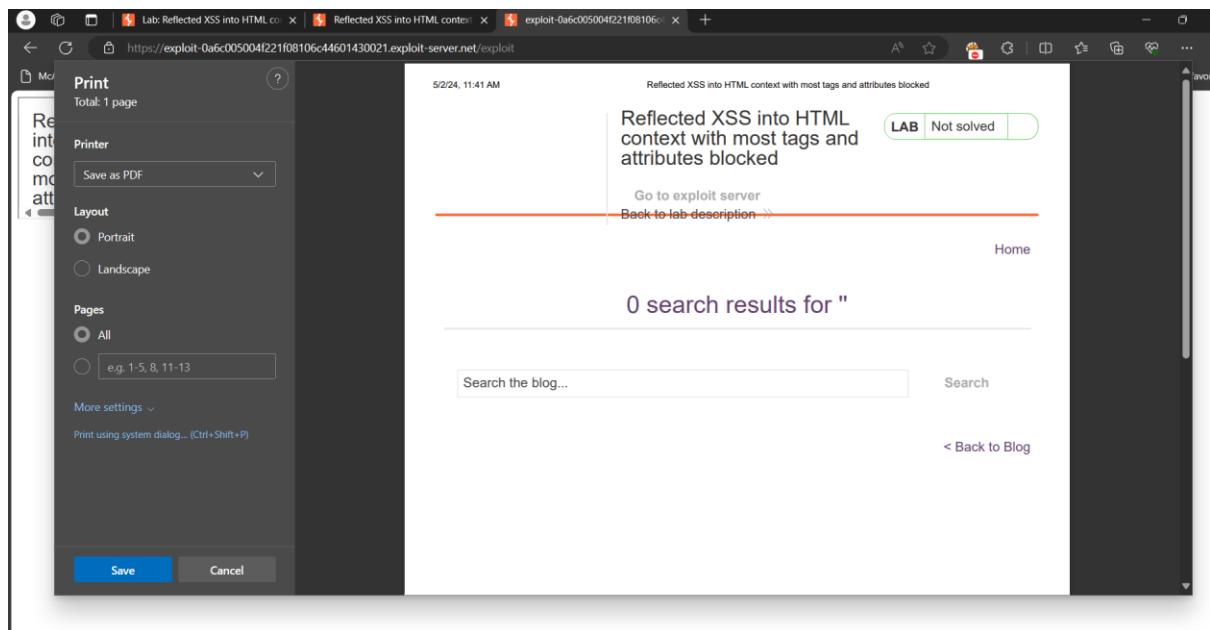 Lab: Reflected XSS into HTML co
Reflected XSS into HTML context
exploit-0a6c005004f221f08106c
https://exploit-0a6c005004f221f08106c44601430021.exploit-server.net/exploit
Print
Total: 1 page
Printer
Save as PDF
Layout
Portrait
Landscape
Pages
All
e.g. 1-5, 8, 11-13
More settings
Print using system dialog... (Ctrl+Shift+P)
Save Cancel
5/2/24, 11:41 AM Reflected XSS into HTML context with most tags and attributes blocked
Reflected XSS into HTML
context with most tags and
attributes blocked
LAB Not solved
Go to exploit server
Back to lab description
Home
0 search results for "
Search the blog... Search
< Back to Blog